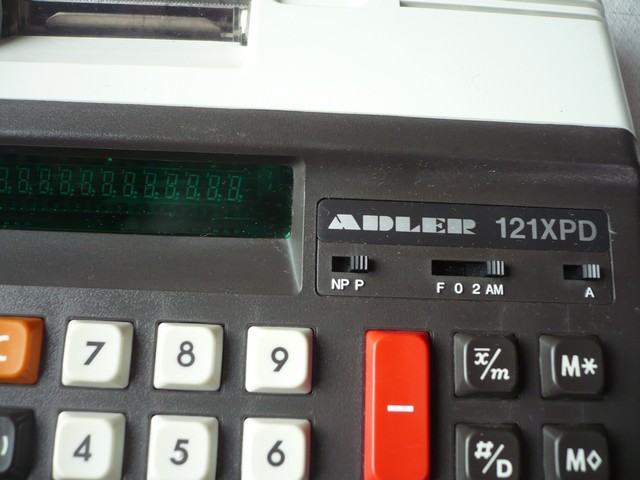 ADLER 121XPD
NP P F 0 2 AM A
C 7 8 9 − x̄/m M*
4 5 6 #/D M◊